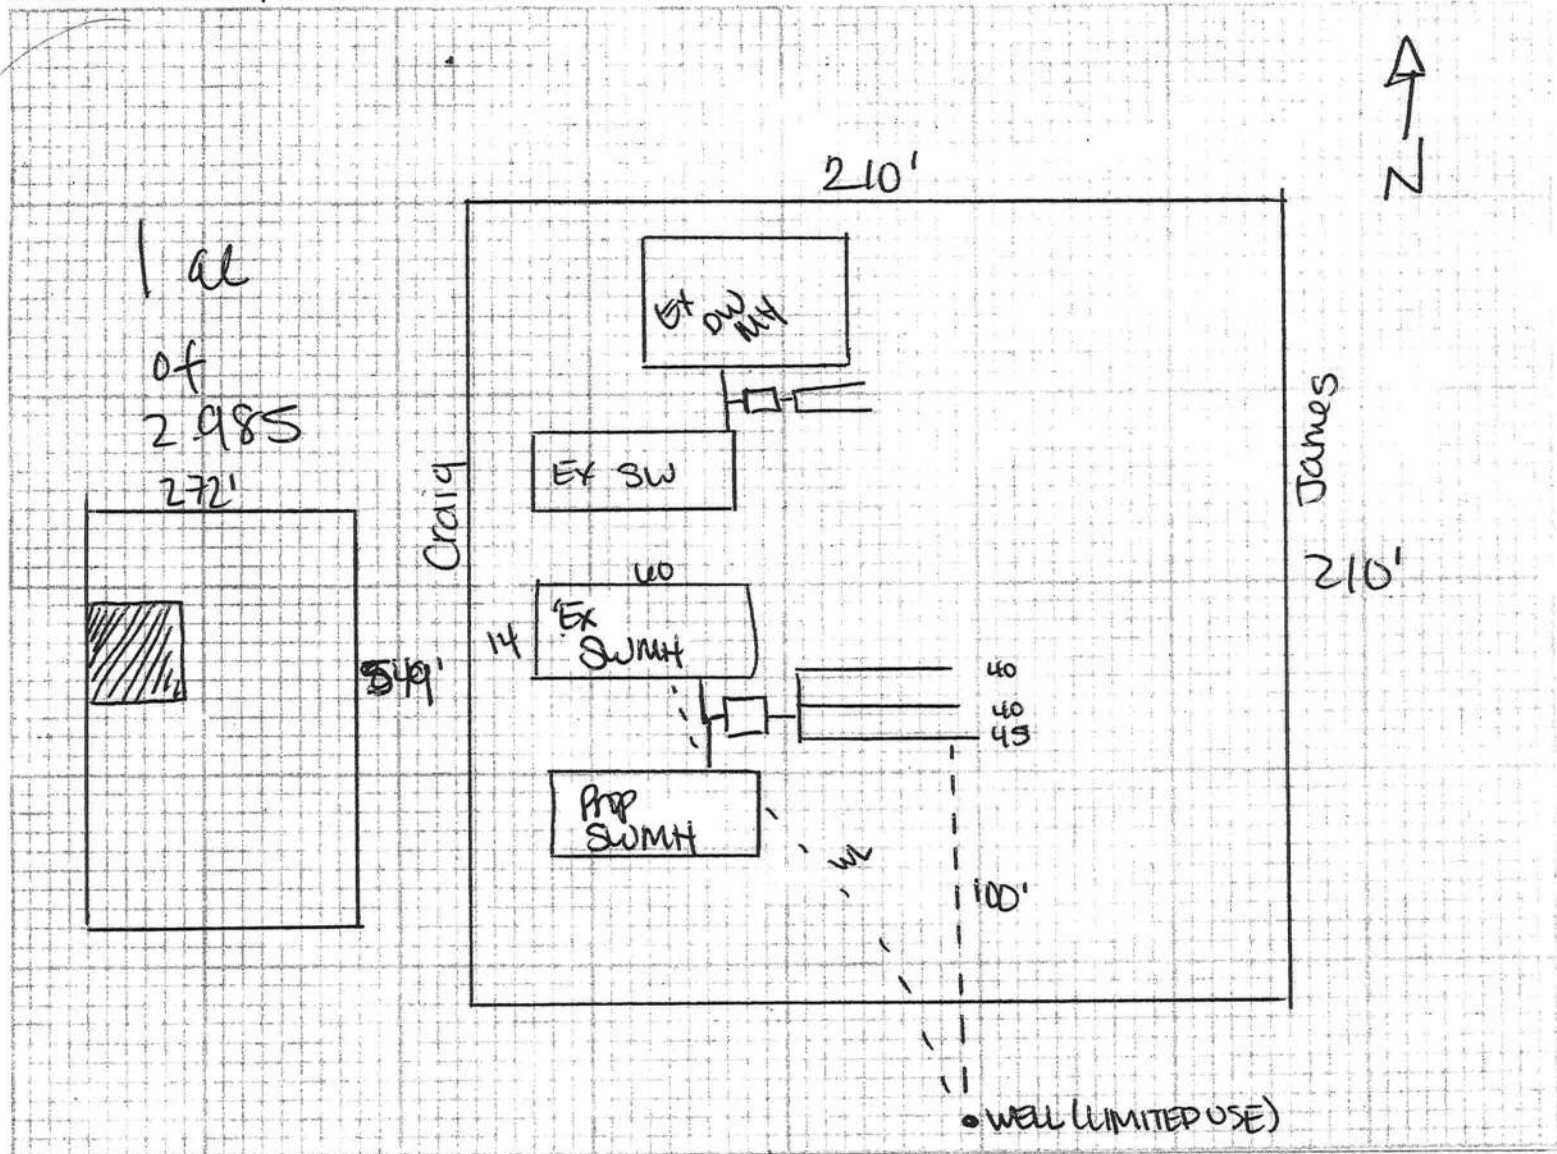 N
210'
1 ac
of
2.985
272'
549'
Craig
James
210'
Ex DW
MH
Ex SW
60
14
Ex
SWMH
40
40
45
Prop
SWMH
WL
100'
WELL (LIMITED USE)